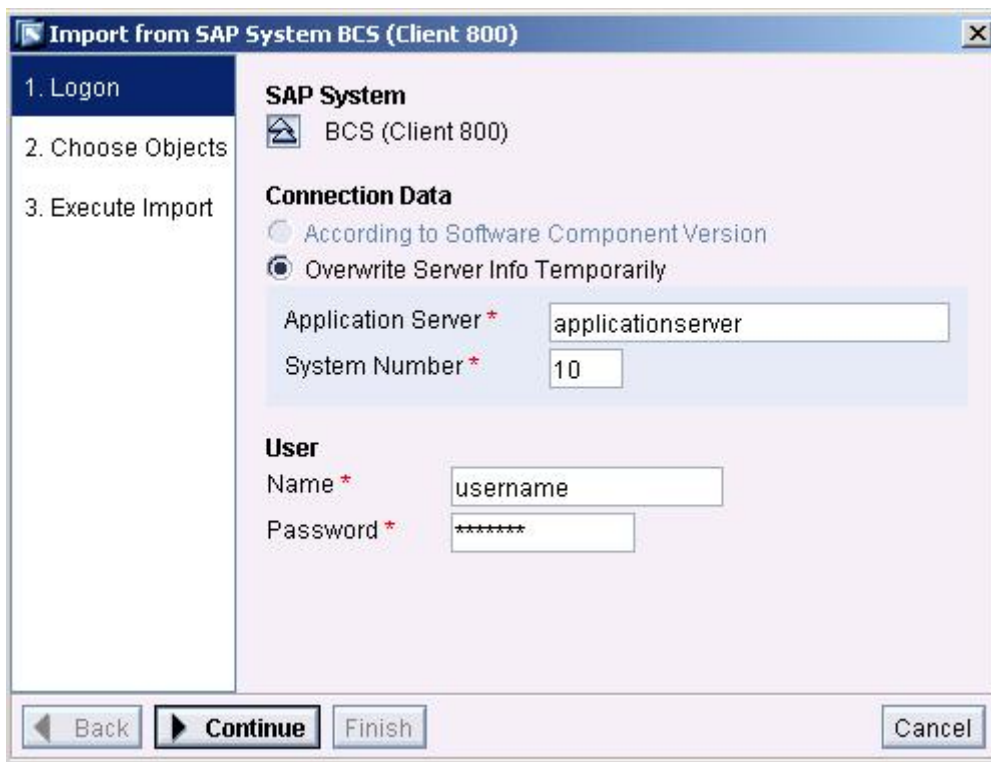 Import from SAP System BCS (Client 800)
1. Logon
2. Choose Objects
3. Execute Import
SAP System
BCS (Client 800)
Connection Data
According to Software Component Version
Overwrite Server Info Temporarily
Application Server * applicationserver
System Number * 10
User
Name * username
Password * *******
Back Continue Finish Cancel